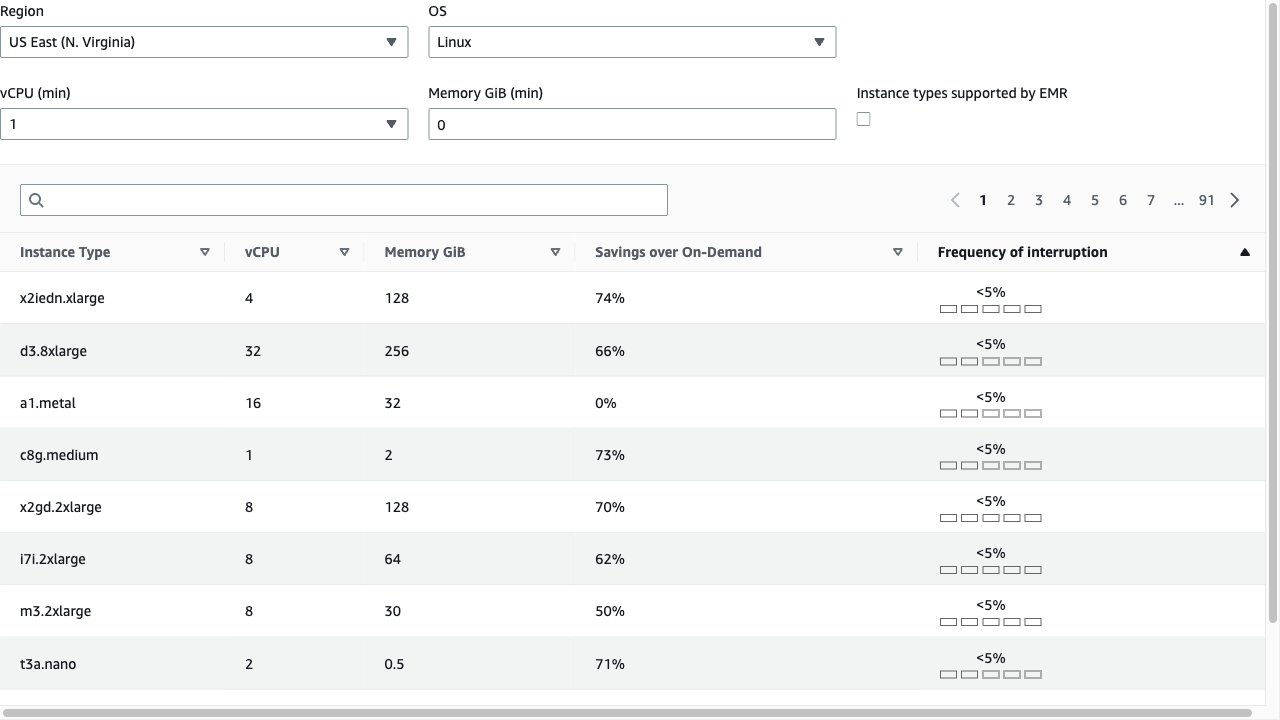 Region OS
US East (N. Virginia) Linux
vCPU (min) Memory GiB (min) Instance types supported by EMR
1 0
1 2 3 4 5 6 7 ... 91
Instance Type vCPU Memory GiB Savings over On-Demand Frequency of interruption
x2iedn.xlarge 4 128 74% <5%
d3.8xlarge 32 256 66% <5%
a1.metal 16 32 0% <5%
c8g.medium 1 2 73% <5%
x2gd.2xlarge 8 128 70% <5%
i7i.2xlarge 8 64 62% <5%
m3.2xlarge 8 30 50% <5%
t3a.nano 2 0.5 71% <5%